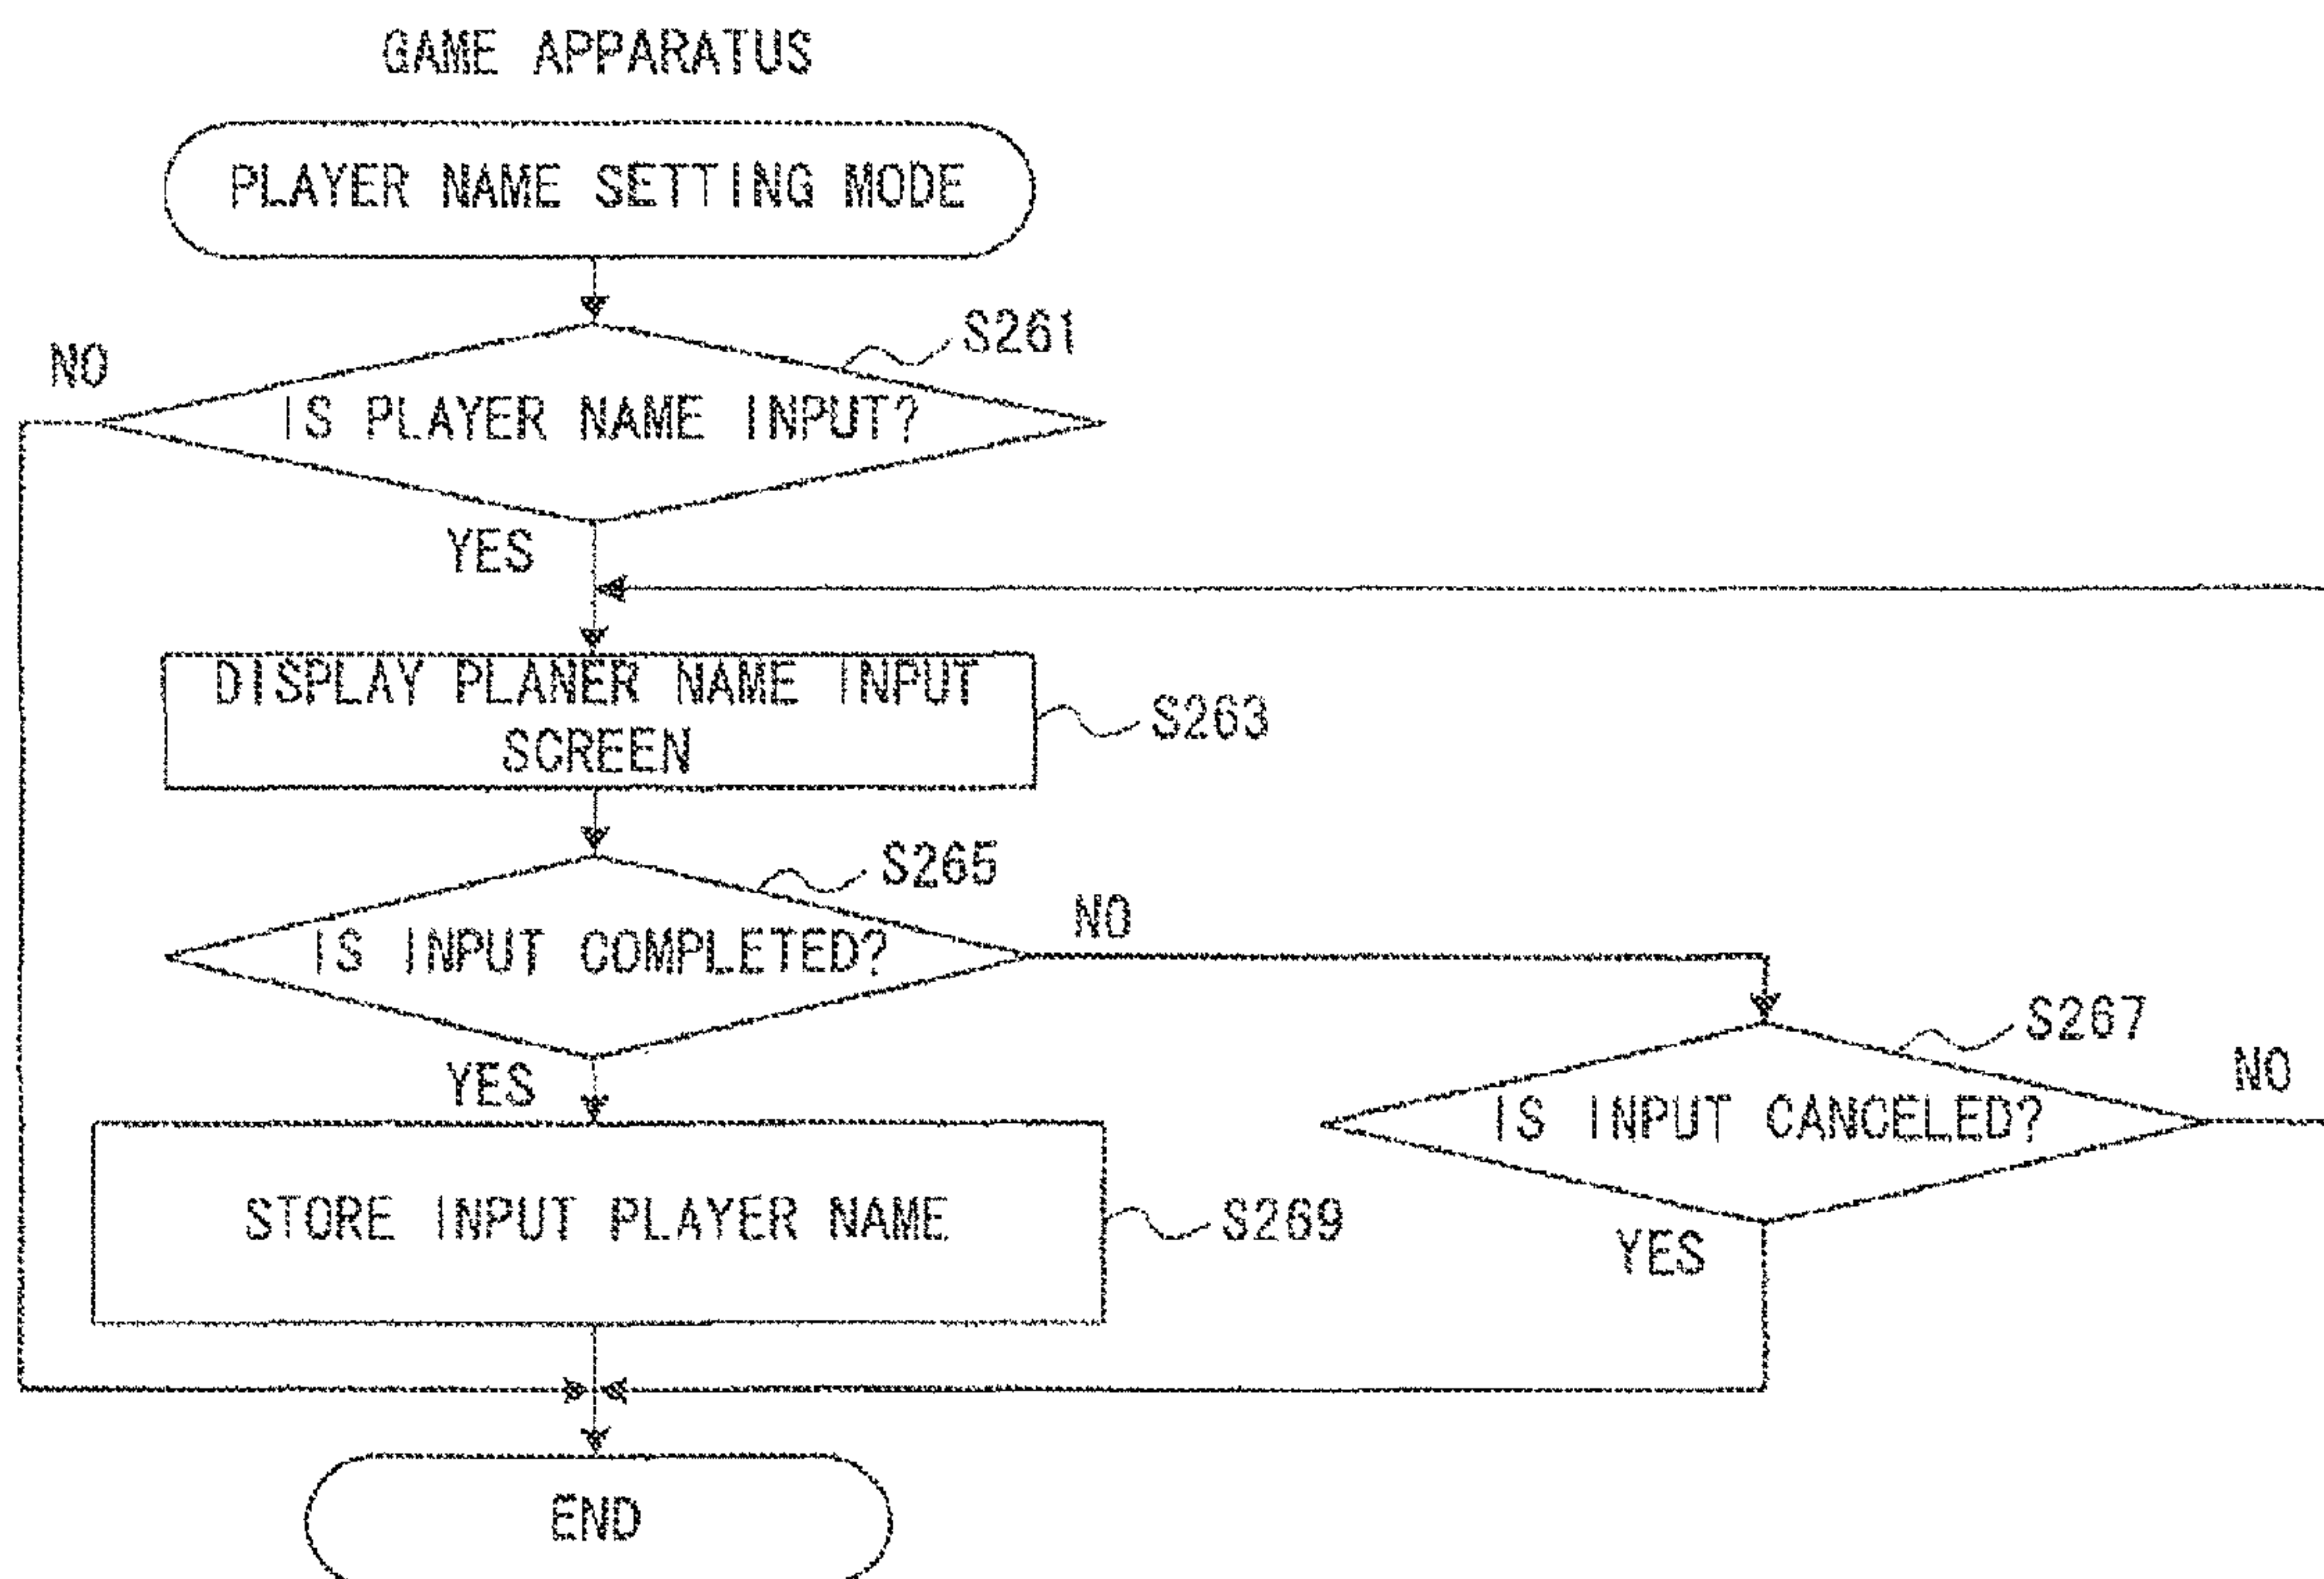 GAME APPARATUS
PLAYER NAME SETTING MODE
S261
NO
IS PLAYER NAME INPUT?
YES
DISPLAY PLANER NAME INPUT
SCREEN
S263
S265
NO
IS INPUT COMPLETED?
YES
S267
NO
IS INPUT CANCELED?
YES
STORE INPUT PLAYER NAME
S269
END